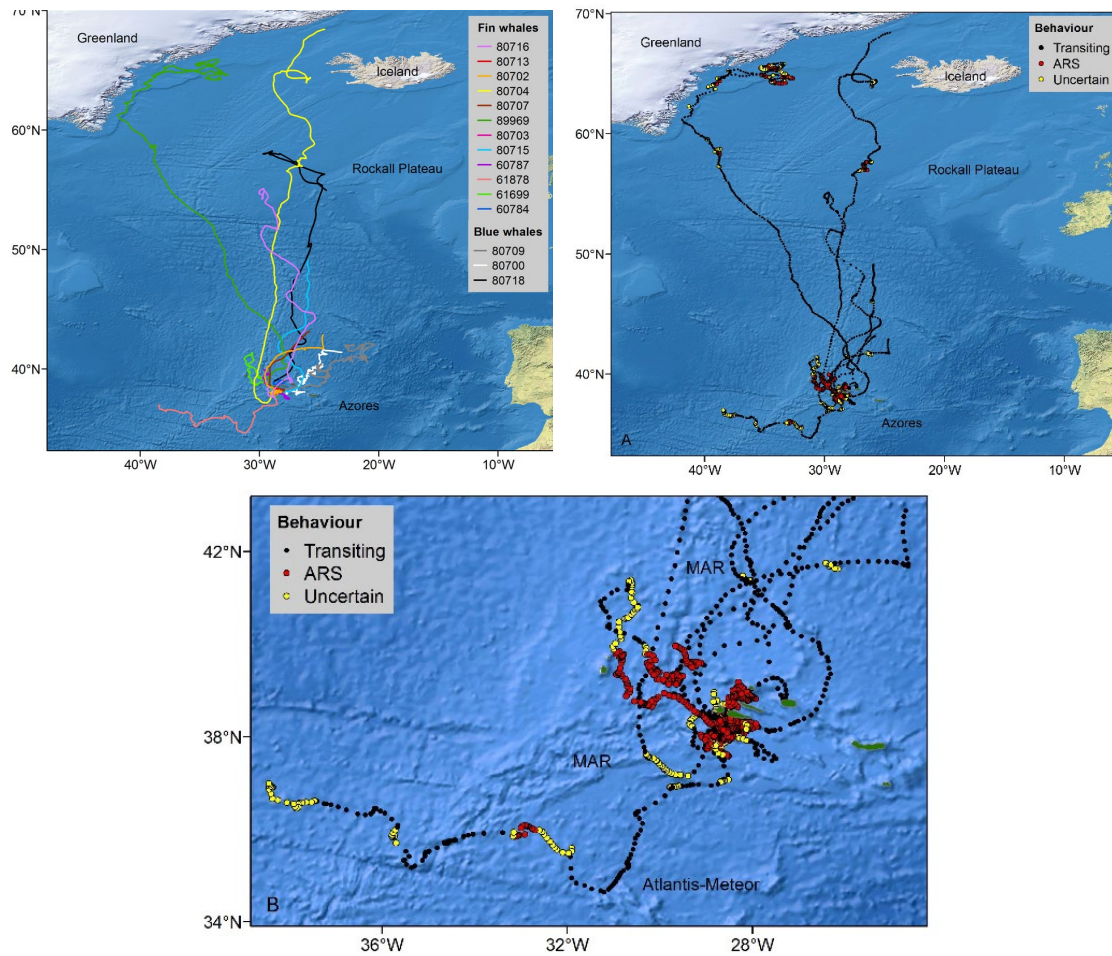 70°N
60°N
50°N
40°N
40°W
30°W
20°W
10°W
Greenland
Iceland
Rockall Plateau
Azores
Fin whales
80716
80713
80702
80704
80707
89969
80703
80715
60787
61878
61699
60784
Blue whales
80709
80700
80718
70°N
60°N
50°N
40°N
40°W
30°W
20°W
10°W
Greenland
Iceland
Rockall Plateau
Azores
A
Behaviour
Transiting
ARS
Uncertain
Behaviour
Transiting
ARS
Uncertain
42°N
38°N
34°N
36°W
32°W
28°W
MAR
MAR
Atlantis-Meteor
B